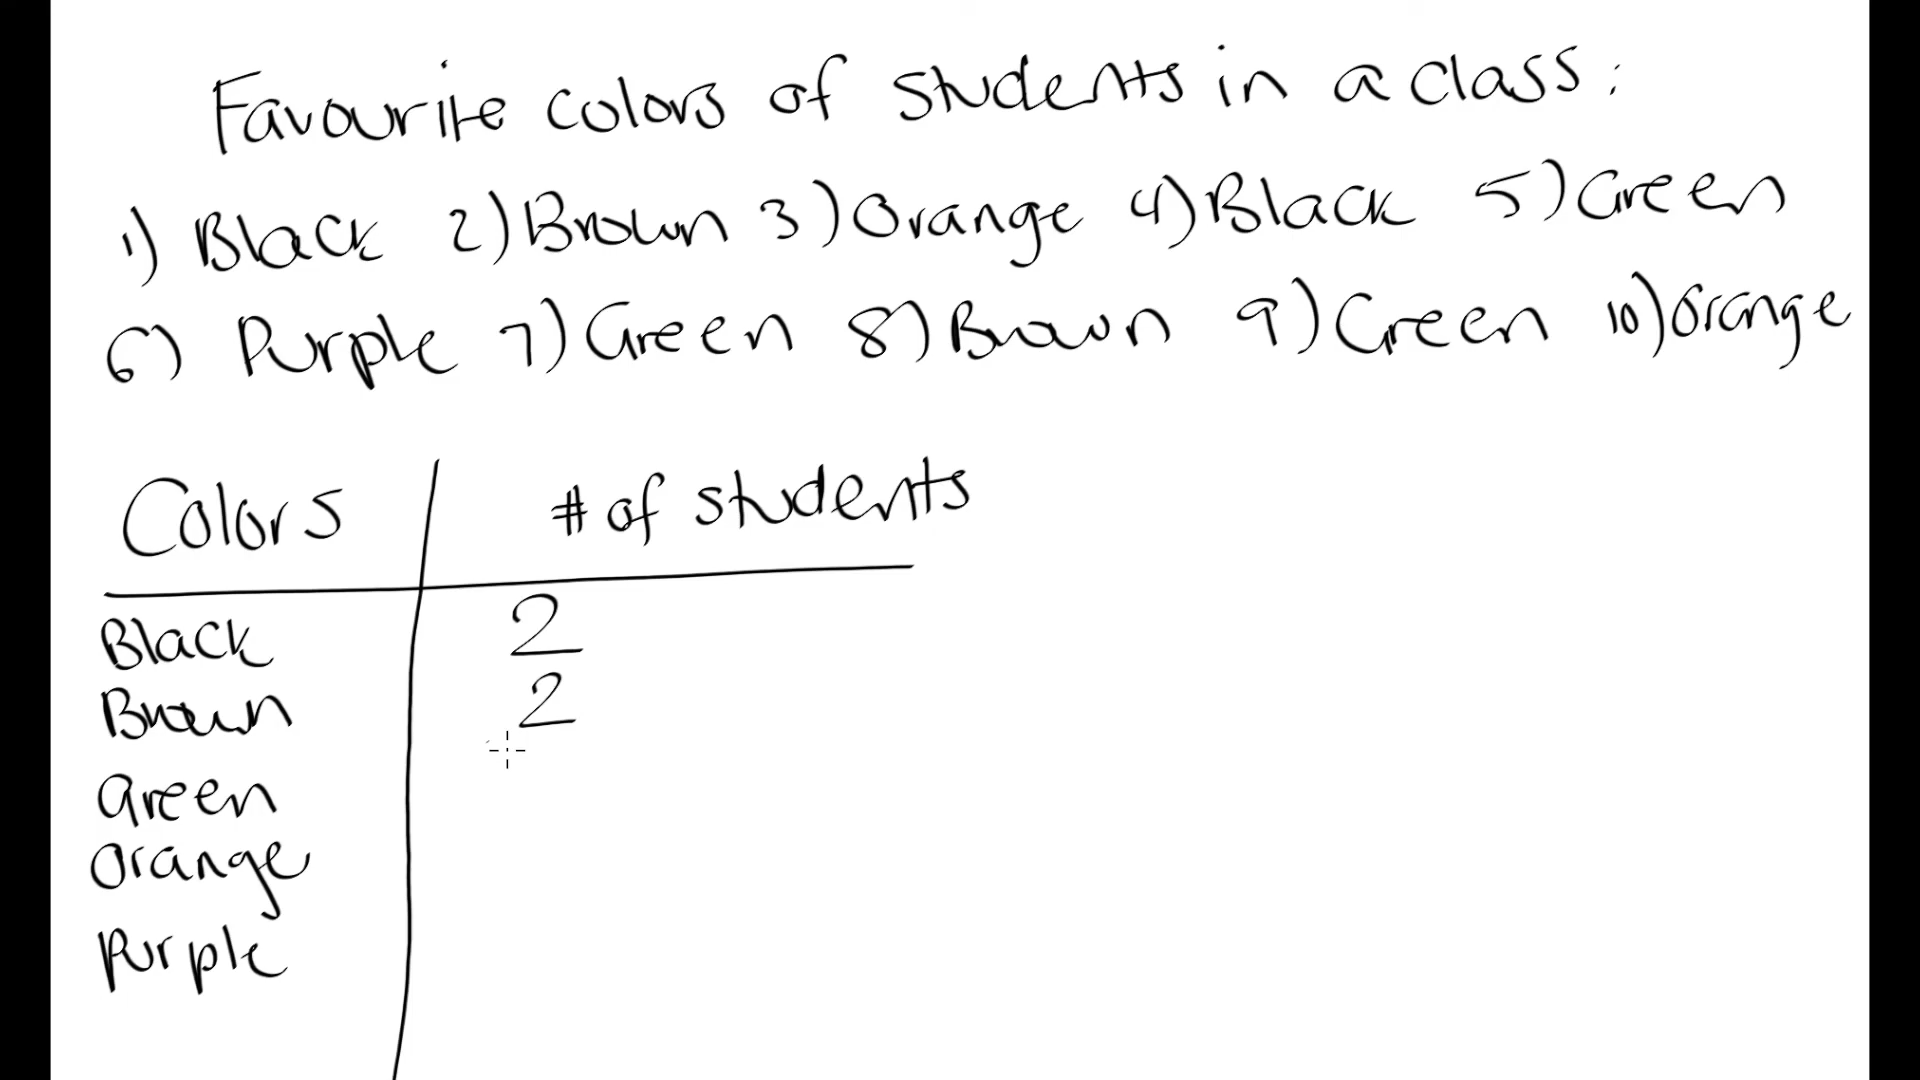 Favourite colors of students in a class:
1) Black 2) Brown 3) Orange 4) Black 5) Green
6) Purple 7) Green 8) Brown 9) Green 10) Orange
Colors # of students
Black 2
Brown 2
Green
Orange
Purple